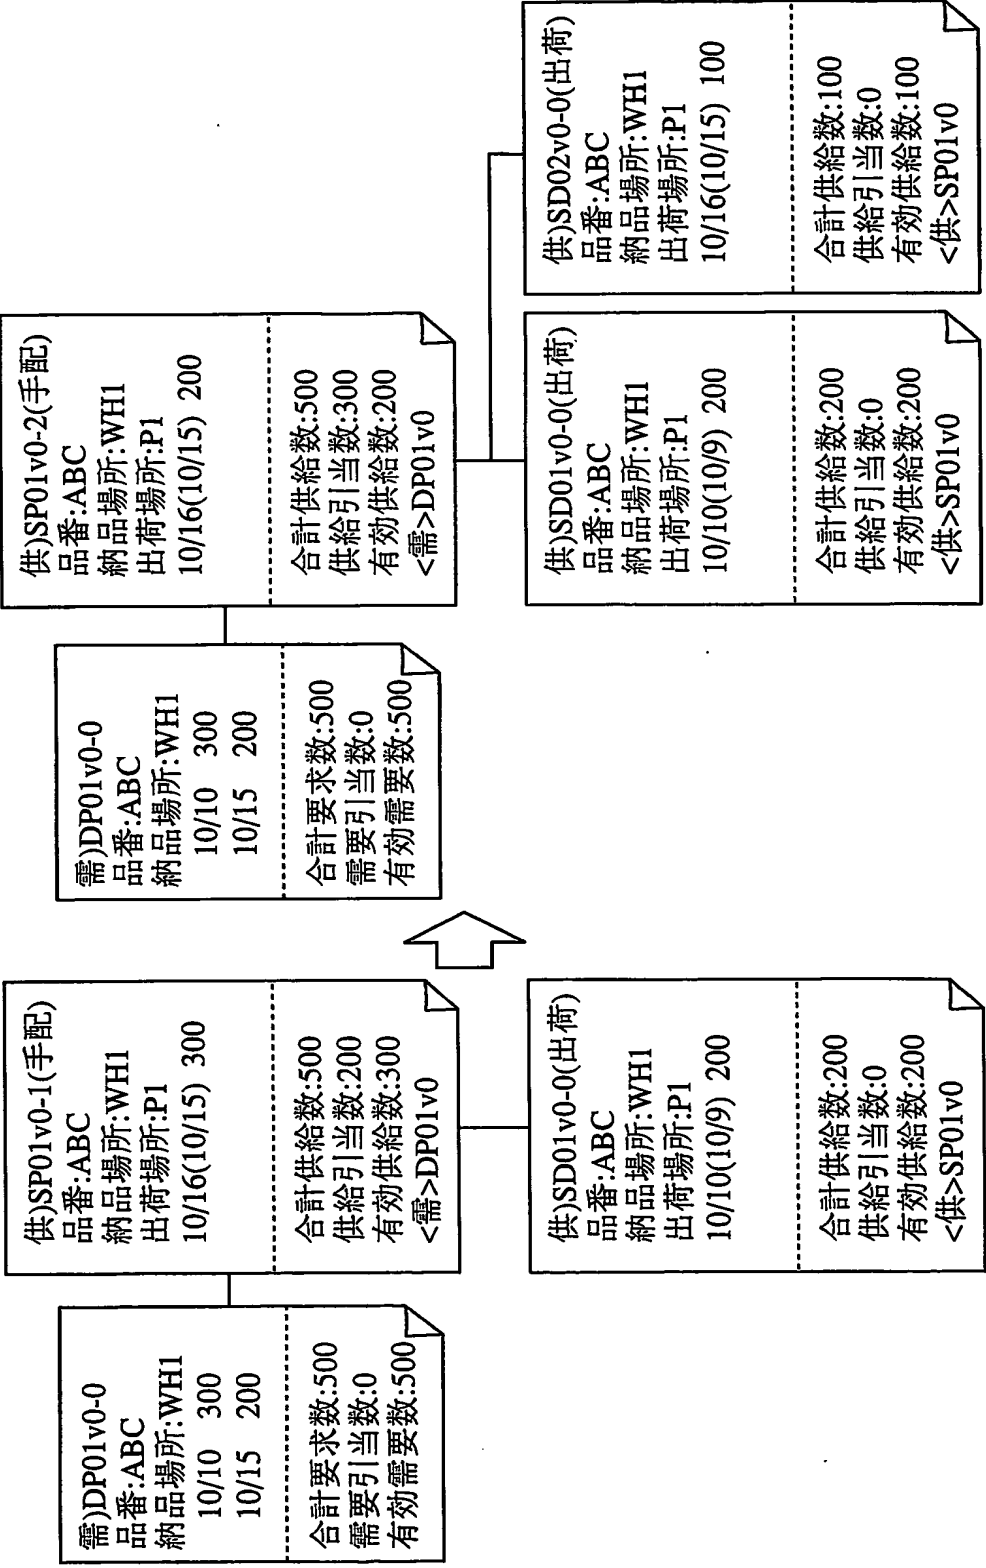 需)DP01v0-0
品番:ABC
納品場所:WH1
10/10 300
10/15 200
合計要求数:500
需要引当数:0
有効需要数:500
供)SP01v0-1(手配)
品番:ABC
納品場所:WH1
出荷場所:P1
10/16(10/15) 300
合計供給数:500
供給引当数:200
有効供給数:300
<需>DP01v0
供)SD01v0-0(出荷)
品番:ABC
納品場所:WH1
出荷場所:P1
10/10(10/9) 200
合計供給数:200
供給引当数:0
有効供給数:200
<供>SP01v0
需)DP01v0-0
品番:ABC
納品場所:WH1
10/10 300
10/15 200
合計要求数:500
需要引当数:0
有効需要数:500
供)SP01v0-2(手配)
品番:ABC
納品場所:WH1
出荷場所:P1
10/16(10/15) 200
合計供給数:500
供給引当数:300
有効供給数:200
<需>DP01v0
供)SD01v0-0(出荷)
品番:ABC
納品場所:WH1
出荷場所:P1
10/10(10/9) 200
合計供給数:200
供給引当数:0
有効供給数:200
<供>SP01v0
供)SD02v0-0(出荷)
品番:ABC
納品場所:WH1
出荷場所:P1
10/16(10/15) 100
合計供給数:100
供給引当数:0
有効供給数:100
<供>SP01v0